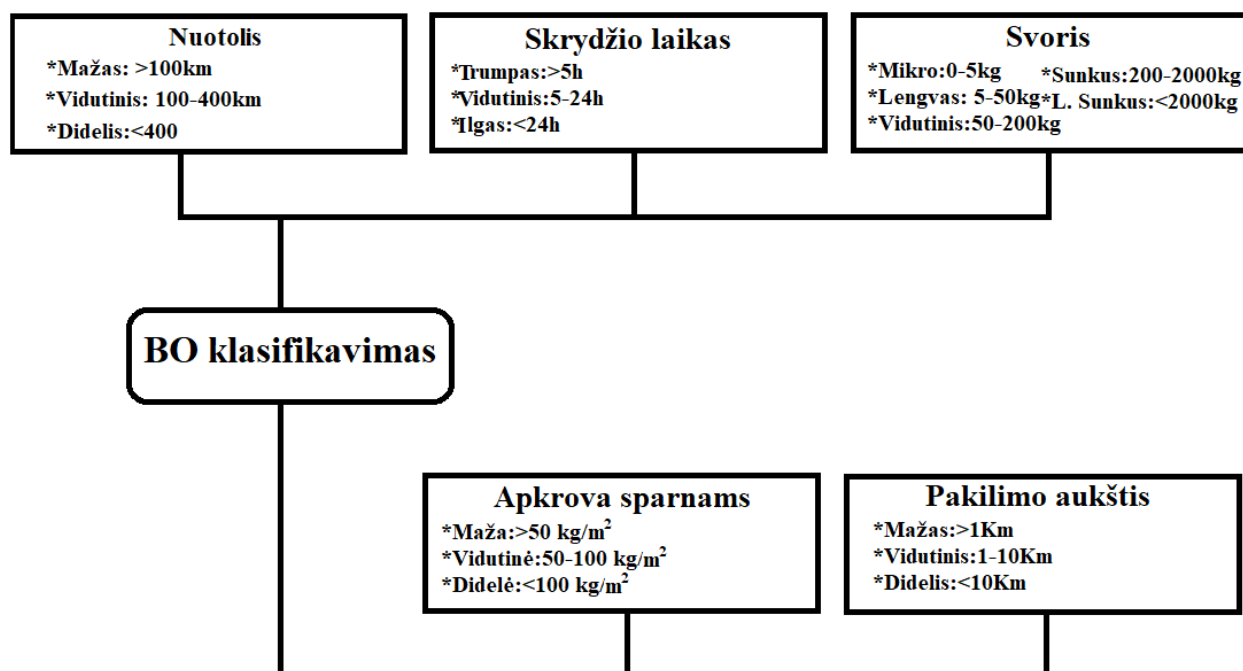 Nuotolis
*Mažas: >100km
*Vidutinis: 100-400km
*Didelis:<400
Skrydžio laikas
*Trumpas:>5h
*Vidutinis:5-24h
*Ilgas:<24h
Svoris
*Mikro:0-5kg
*Lengvas: 5-50kg
*Vidutinis:50-200kg
*Sunkus:200-2000kg
*L. Sunkus:<2000kg
BO klasifikavimas
Apkrova sparnams
*Maža:>50 kg/m²
*Vidutinė:50-100 kg/m²
*Didelė:<100 kg/m²
Pakilimo aukštis
*Mažas:>1Km
*Vidutinis:1-10Km
*Didelis:<10Km